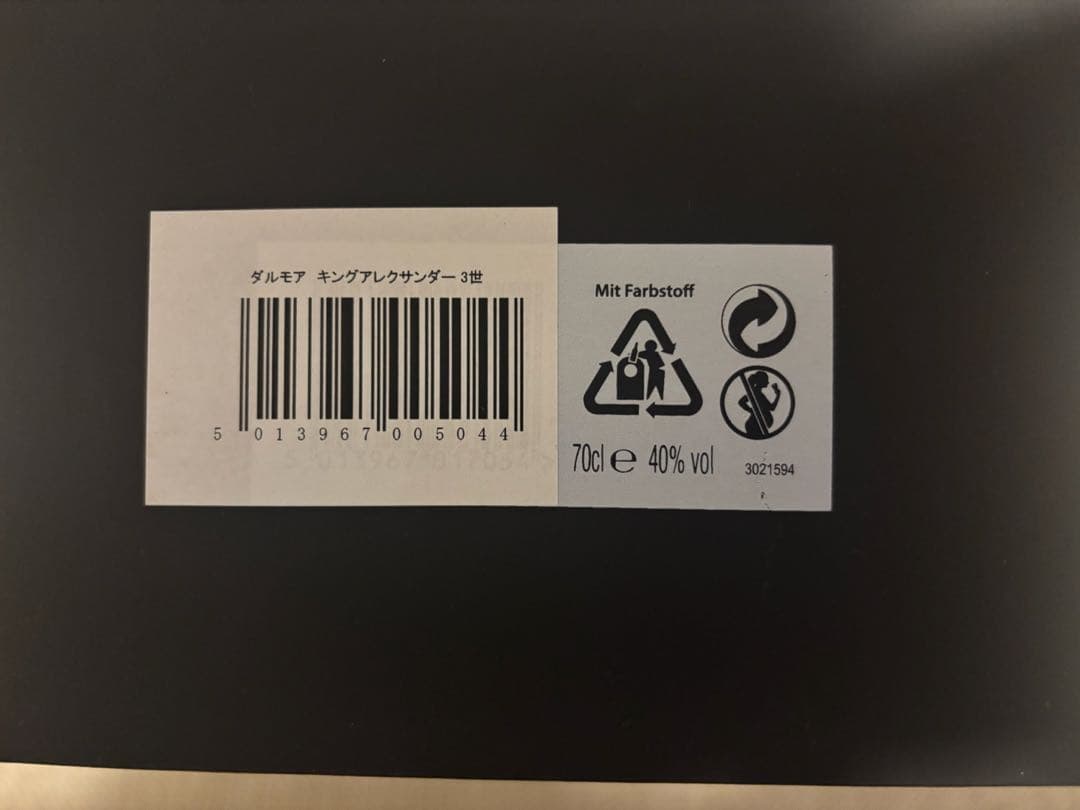 ダルモア キングアレクサンダー 3世
5 013967 005044
Mit Farbstoff
70cl ℮ 40% vol
3021594